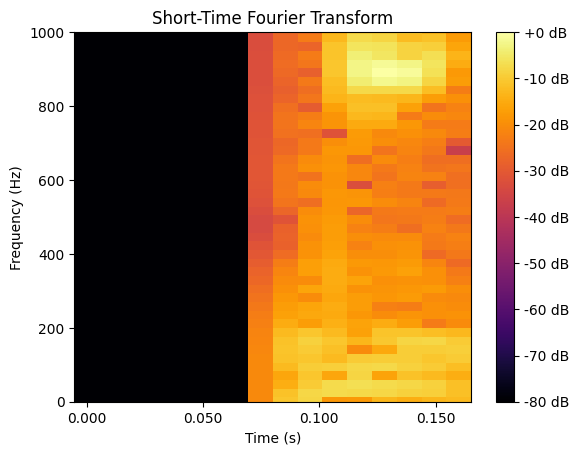 Short-Time Fourier Transform
Frequency (Hz)
1000
800
600
400
200
0
0.000
0.050
0.100
0.150
Time (s)
+0 dB
-10 dB
-20 dB
-30 dB
-40 dB
-50 dB
-60 dB
-70 dB
-80 dB